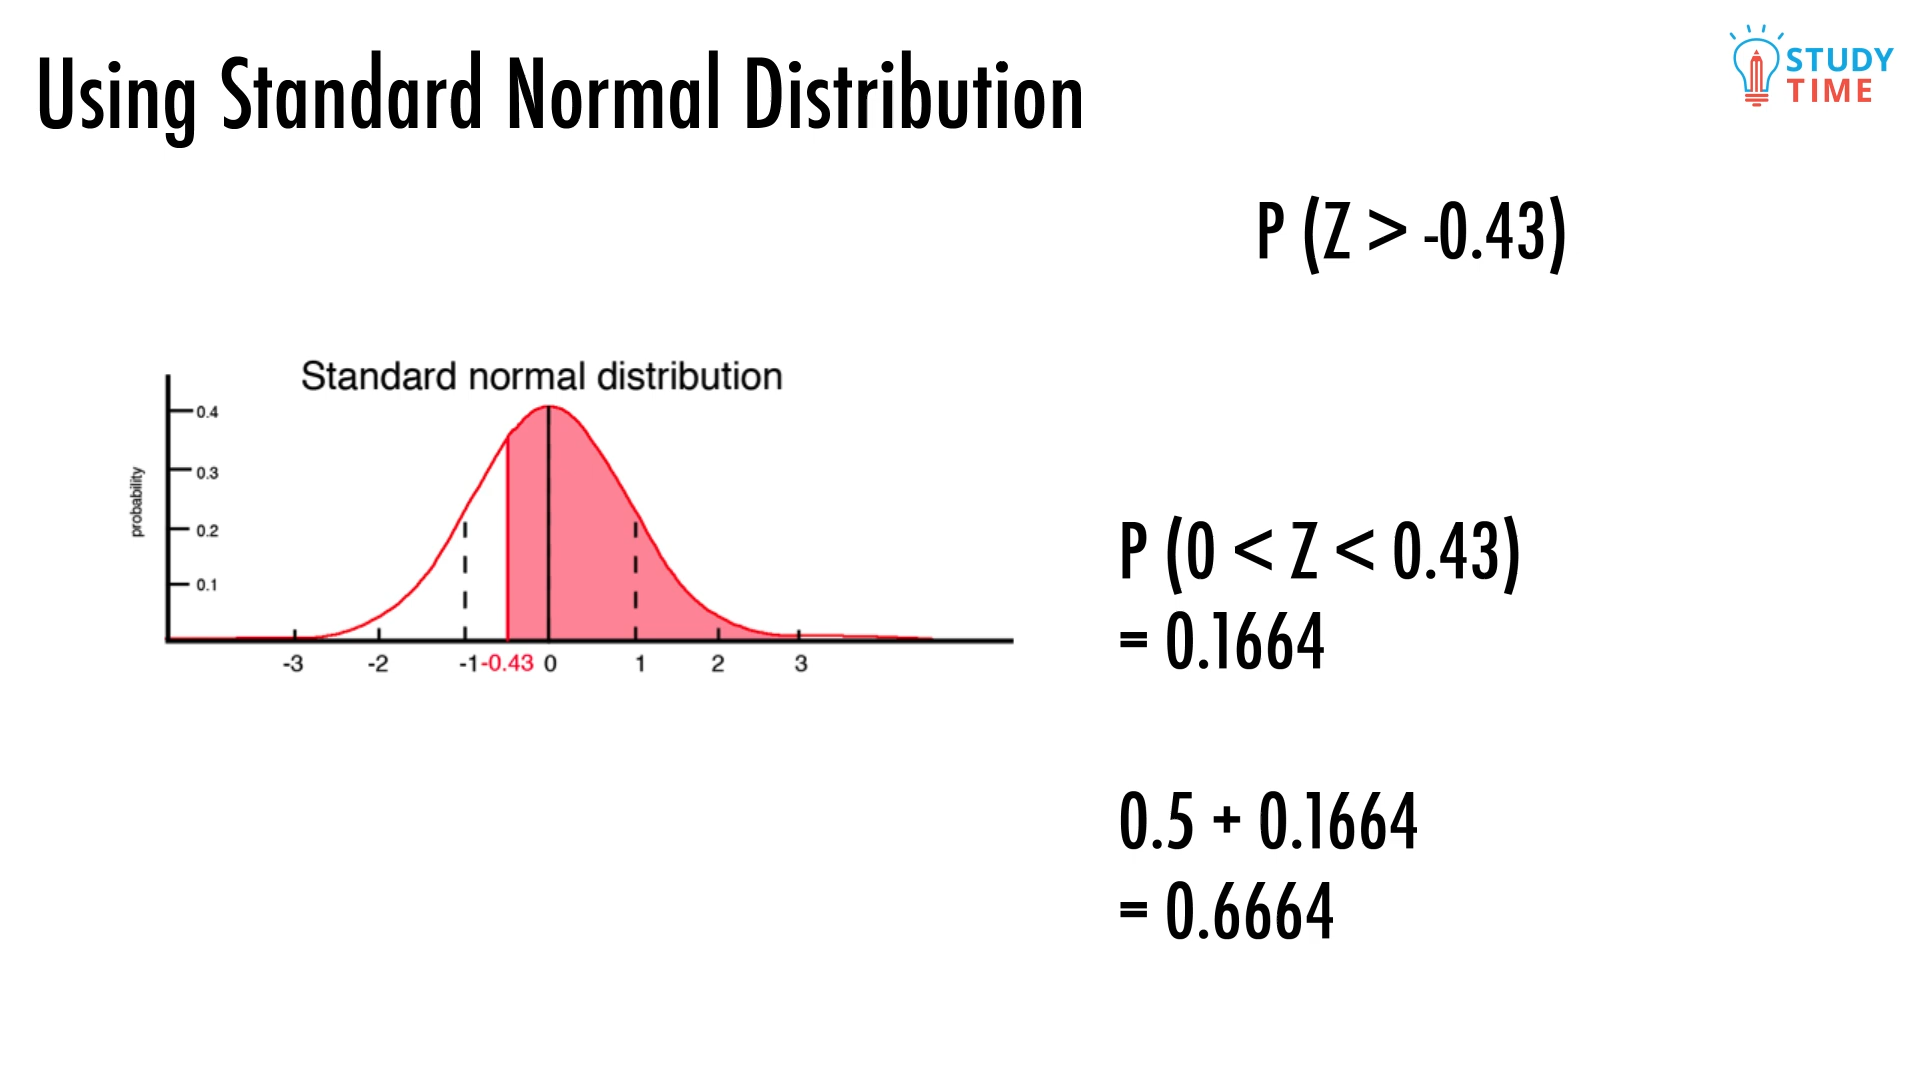 Using Standard Normal Distribution
STUDY
TIME
P (Z > -0.43)
Standard normal distribution
0.4
0.3
0.2
0.1
probability
-3 -2 -1 -0.43 0 1 2 3
P (0 < Z < 0.43)
= 0.1664
0.5 + 0.1664
= 0.6664